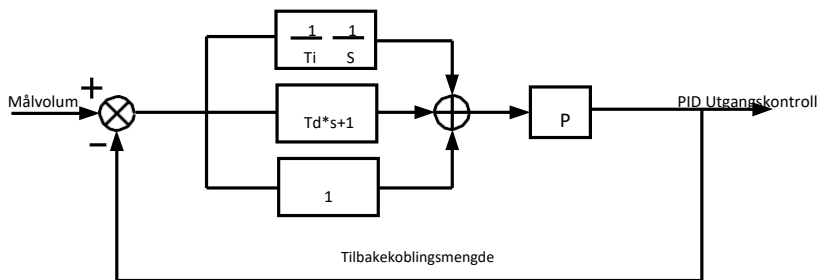 1 1
Ti S
+
Målvolum
Td*s+1
P
PID Utgangskontroll
−
1
Tilbakekoblingsmengde